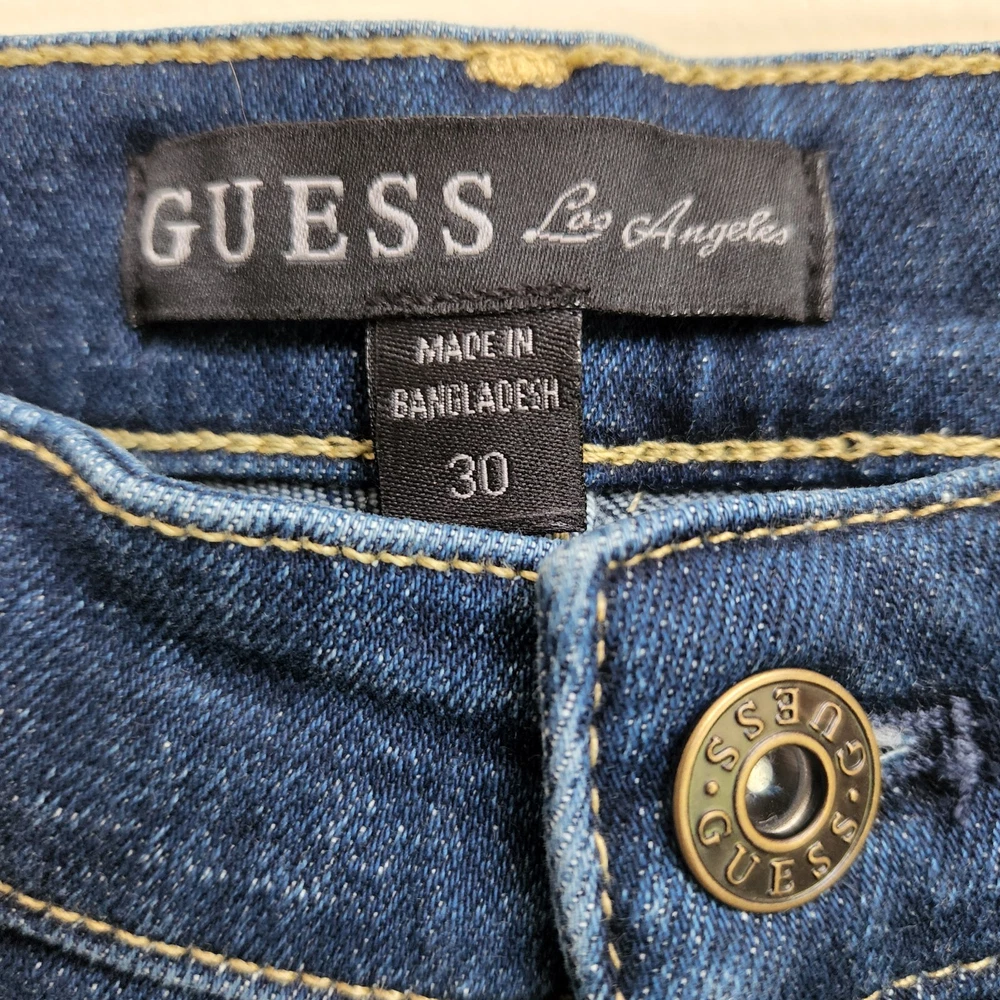 GUESS Los Angeles
MADE IN
BANGLADESH
30
GUESS · GUESS ·